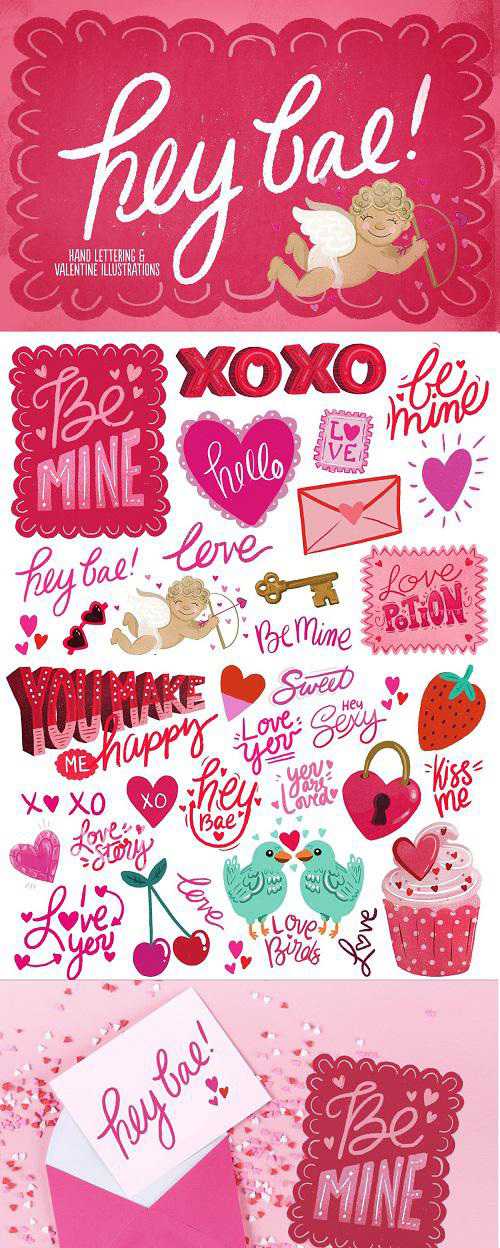 hey bae!
HAND LETTERING &
VALENTINE ILLUSTRATIONS
Be
MINE
XOXO
be
mine
hello
LO
VE
hey bae!
love
Be Mine
Love
POTION
YOU MAKE
ME happy
Sweet
Love
you
Hey
Sexy
XO XO
XO
hey
Bae
you are
Loved
Kiss
me
Love
Story
I Love
you
love
Love
Birds
Love
hey bae!
Be
MINE